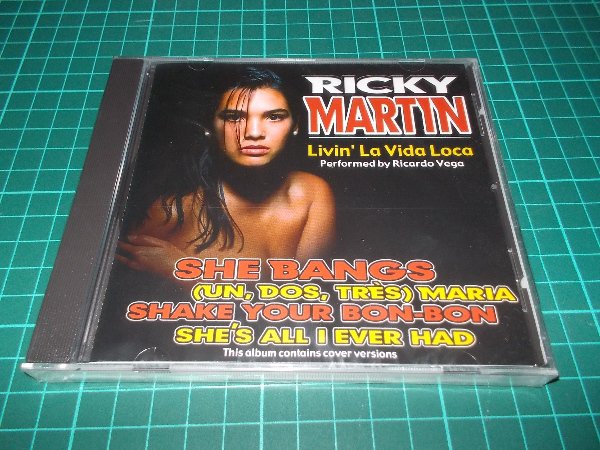 RICKY
MARTIN
Livin' La Vida Loca
Performed by Ricardo Vega
SHE BANGS
(UN, DOS, TRÈS) MARIA
SHAKE YOUR BON-BON
SHE'S ALL I EVER HAD
This album contains cover versions